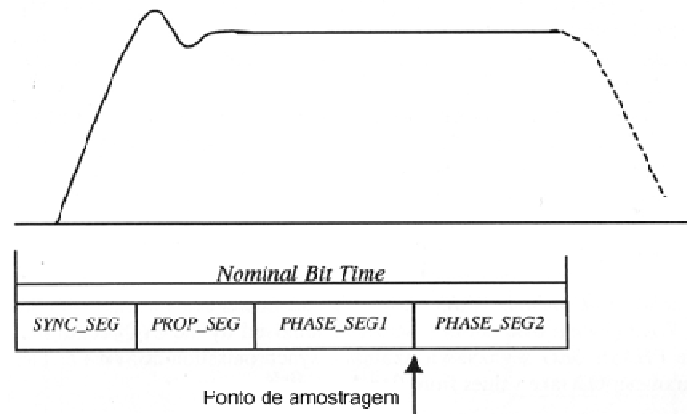 Nominal Bit Time
SYNC_SEG PROP_SEG PHASE_SEG1 PHASE_SEG2
Ponto de amostragem